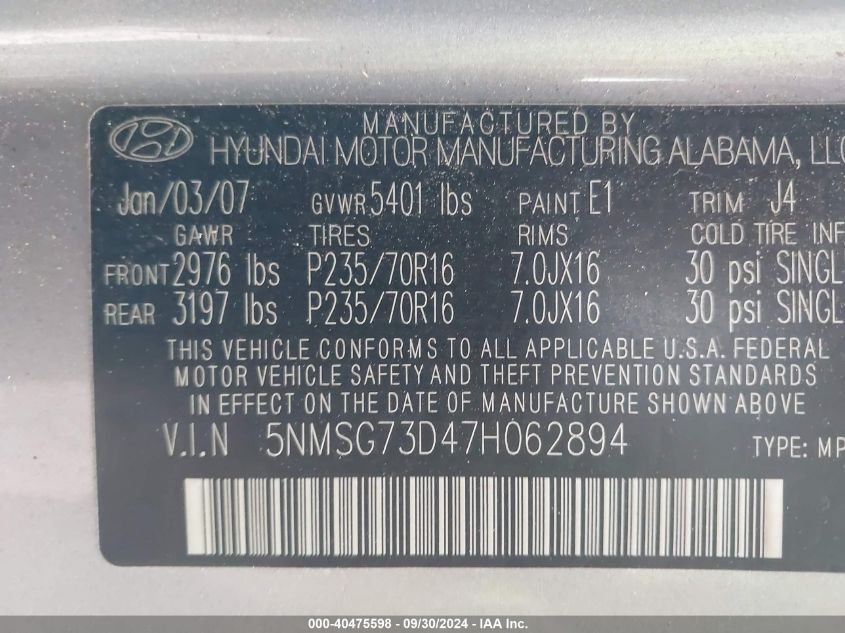 MANUFACTURED BY
HYUNDAI MOTOR MANUFACTURING ALABAMA, LLC
Jan/03/07 GVWR 5401 lbs PAINT E1 TRIM J4
GAWR TIRES RIMS COLD TIRE INF
FRONT 2976 lbs P235/70R16 7.0JX16 30 psi SINGL
REAR 3197 lbs P235/70R16 7.0JX16 30 psi SINGL
THIS VEHICLE CONFORMS TO ALL APPLICABLE U.S.A. FEDERAL
MOTOR VEHICLE SAFETY AND THEFT PREVENTION STANDARDS
IN EFFECT ON THE DATE OF MANUFACTURE SHOWN ABOVE
V.I.N 5NMSG73D47H062894 TYPE: MP
000-40475598 - 09/30/2024 - IAA Inc.